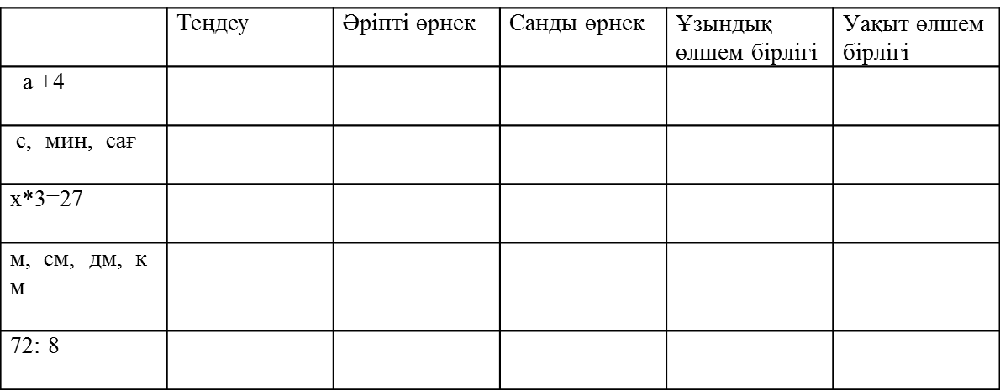 Теңдеу Әріпті өрнек Санды өрнек Ұзындық өлшем бірлігі Уақыт өлшем бірлігі
а +4
с, мин, сағ
х*3=27
м, см, дм, к
м
72: 8